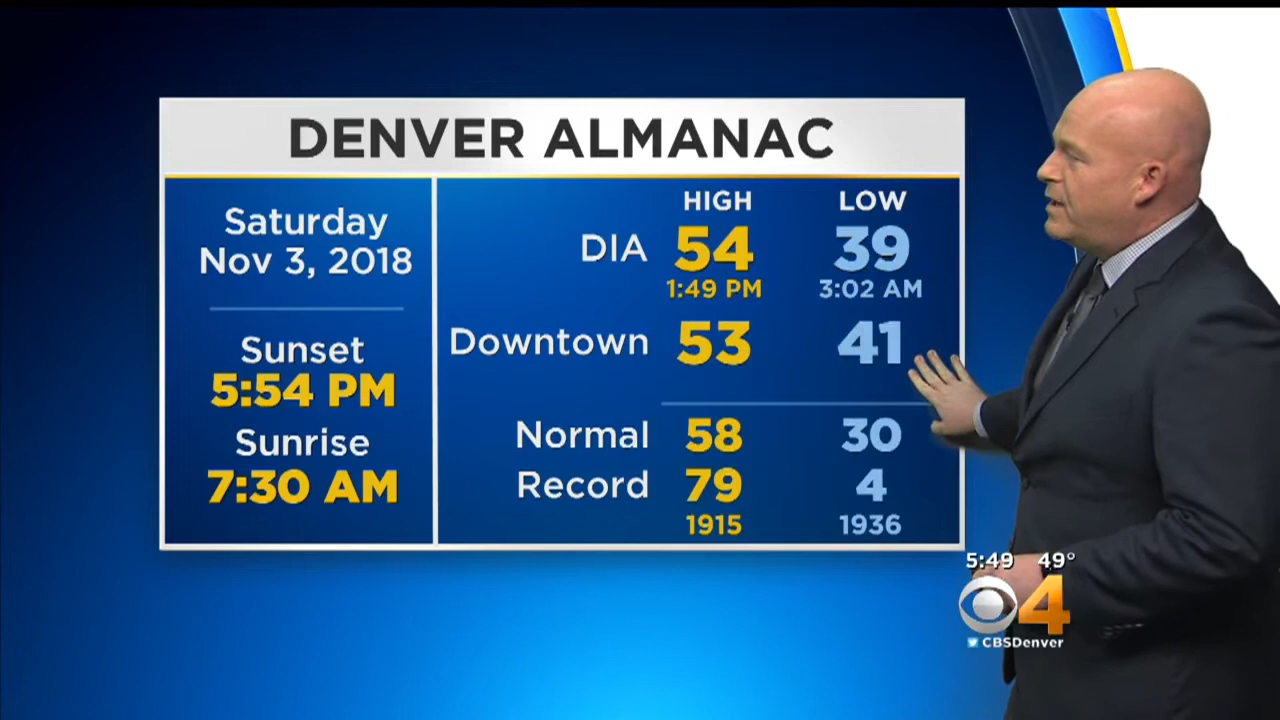 DENVER ALMANAC
Saturday
Nov 3, 2018
Sunset
5:54 PM
Sunrise
7:30 AM
HIGH LOW
DIA 54 39
1:49 PM 3:02 AM
Downtown 53 41
Normal 58 30
Record 79 4
1915 1936
5:49 49°
4
CBSDenver